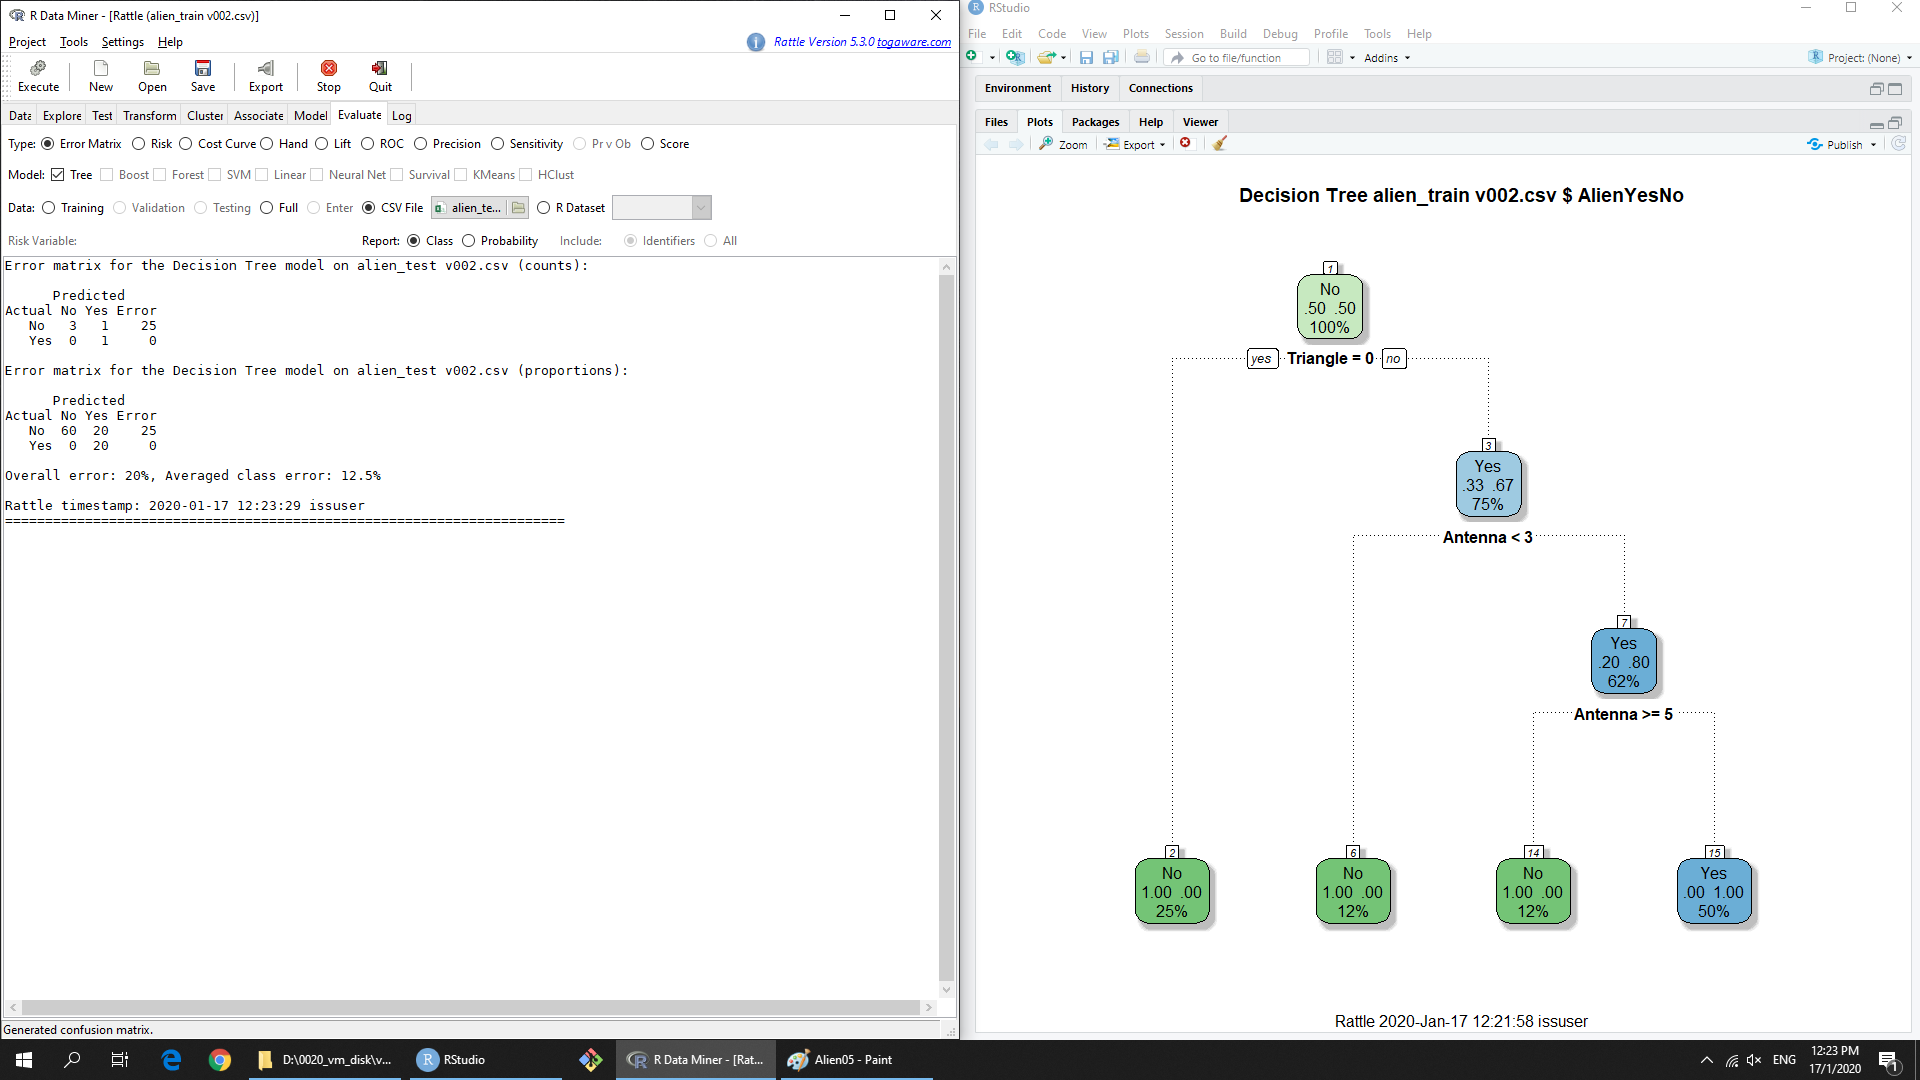 R Data Miner - [Rattle (alien_train v002.csv)]
Project Tools Settings Help
Rattle Version 5.3.0 togaware.com
Execute New Open Save Export Stop Quit
Data Explore Test Transform Cluster Associate Model Evaluate Log
Type: Error Matrix Risk Cost Curve Hand Lift ROC Precision Sensitivity Pr v Ob Score
Model: Tree Boost Forest SVM Linear Neural Net Survival KMeans HClust
Data: Training Validation Testing Full Enter CSV File alien_te... R Dataset
Risk Variable: Report: Class Probability Include: Identifiers All
Error matrix for the Decision Tree model on alien_test v002.csv (counts):
Predicted
Actual No Yes Error
No 3 1 25
Yes 0 1 0
Error matrix for the Decision Tree model on alien_test v002.csv (proportions):
Predicted
Actual No Yes Error
No 60 20 25
Yes 0 20 0
Overall error: 20%, Averaged class error: 12.5%
Rattle timestamp: 2020-01-17 12:23:29 issuser
======================================================================
Generated confusion matrix.
RStudio
File Edit Code View Plots Session Build Debug Profile Tools Help
Go to file/function Addins Project: (None)
Environment History Connections
Files Plots Packages Help Viewer
Zoom Export Publish
Decision Tree alien_train v002.csv $ AlienYesNo
1
No
.50 .50
100%
yes Triangle = 0 no
3
Yes
.33 .67
75%
Antenna < 3
7
Yes
.20 .80
62%
Antenna >= 5
2
No
1.00 .00
25%
6
No
1.00 .00
12%
14
No
1.00 .00
12%
15
Yes
.00 1.00
50%
Rattle 2020-Jan-17 12:21:58 issuser
D:\0020_vm_disk\v... RStudio R Data Miner - [Rat... Alien05 - Paint
ENG
12:23 PM
17/1/2020
1